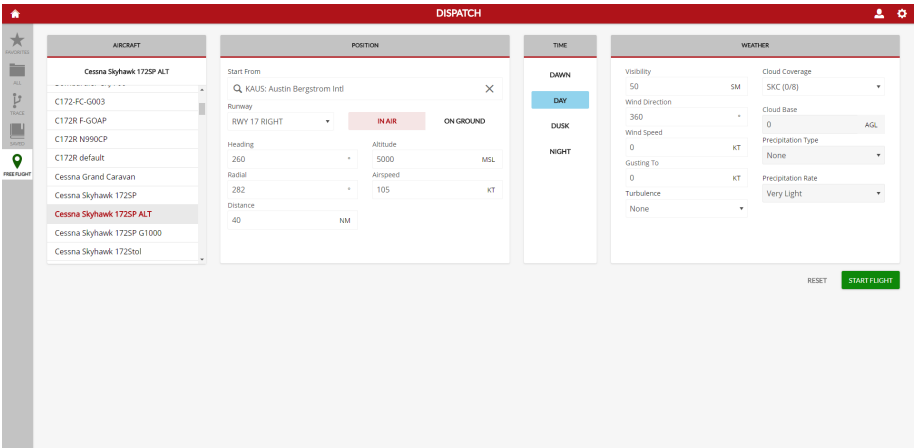 DISPATCH
FAVORITES
ALL
TRACE
SAVED
FREE FLIGHT
AIRCRAFT
Cessna Skyhawk 172SP ALT
C172-FC-G003
C172R F-GOAP
C172R N990CP
C172R default
Cessna Grand Caravan
Cessna Skyhawk 172SP
Cessna Skyhawk 172SP ALT
Cessna Skyhawk 172SP G1000
Cessna Skyhawk 172Stol
POSITION
Start From
KAUS: Austin Bergstrom Intl
Runway
RWY 17 RIGHT
IN AIR
ON GROUND
Heading
260 °
Altitude
5000 MSL
Radial
282 °
Airspeed
105 KT
Distance
40 NM
TIME
DAWN
DAY
DUSK
NIGHT
WEATHER
Visibility
50 SM
Wind Direction
360 °
Wind Speed
0 KT
Gusting To
0 KT
Turbulence
None
Cloud Coverage
SKC (0/8)
Cloud Base
0 AGL
Precipitation Type
None
Precipitation Rate
Very Light
RESET
START FLIGHT